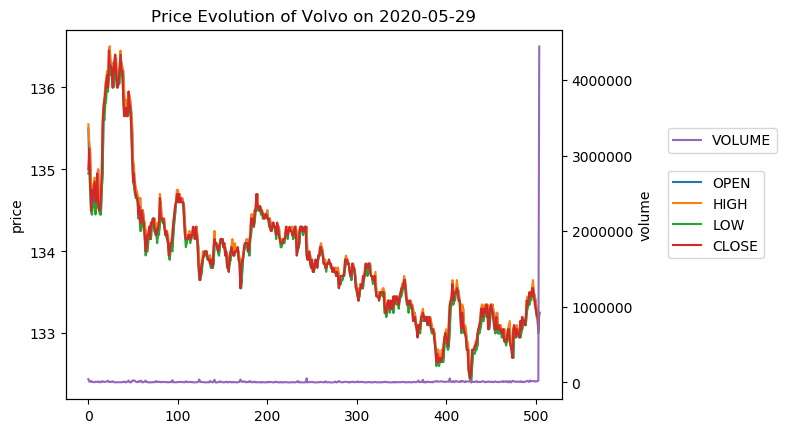 Price Evolution of Volvo on 2020-05-29
price
136
135
134
133
0
100
200
300
400
500
4000000
3000000
2000000
1000000
0
volume
VOLUME
OPEN
HIGH
LOW
CLOSE